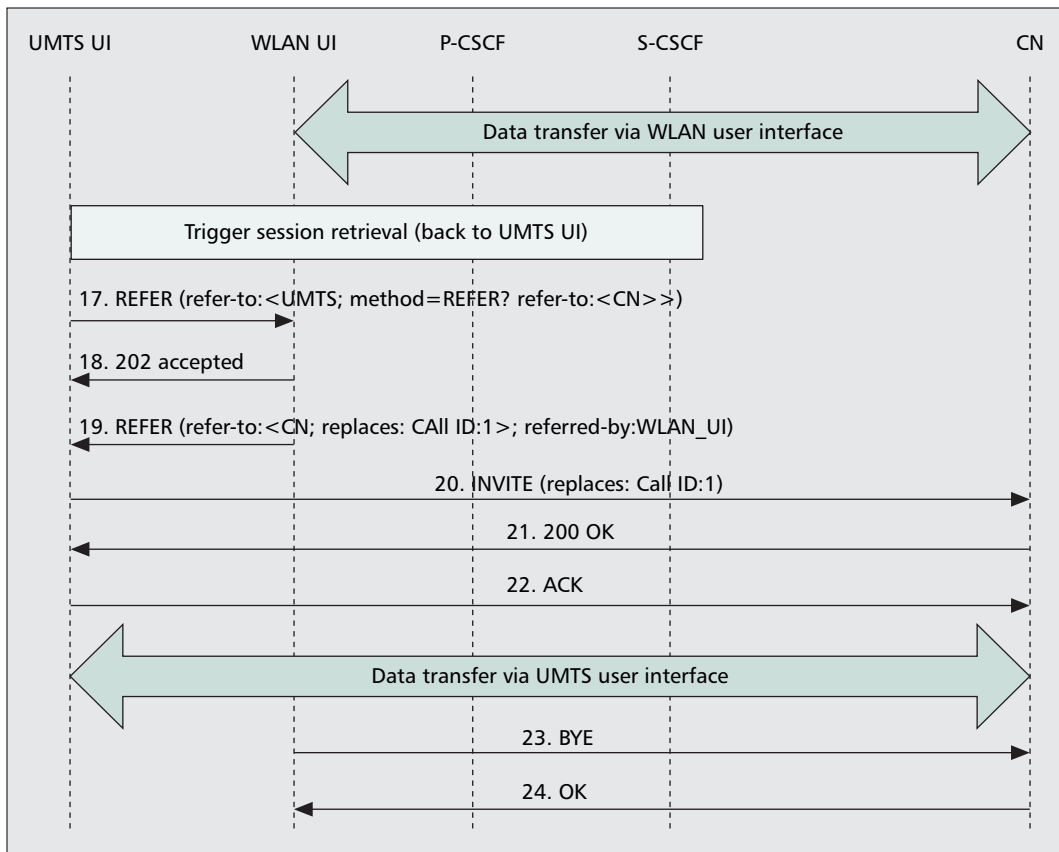 UMTS UI
WLAN UI
P-CSCF
S-CSCF
CN
Data transfer via WLAN user interface
Trigger session retrieval (back to UMTS UI)
17. REFER (refer-to:<UMTS; method=REFER? refer-to:<CN>>)
18. 202 accepted
19. REFER (refer-to:<CN; replaces: CAll ID:1>; referred-by:WLAN_UI)
20. INVITE (replaces: Call ID:1)
21. 200 OK
22. ACK
Data transfer via UMTS user interface
23. BYE
24. OK